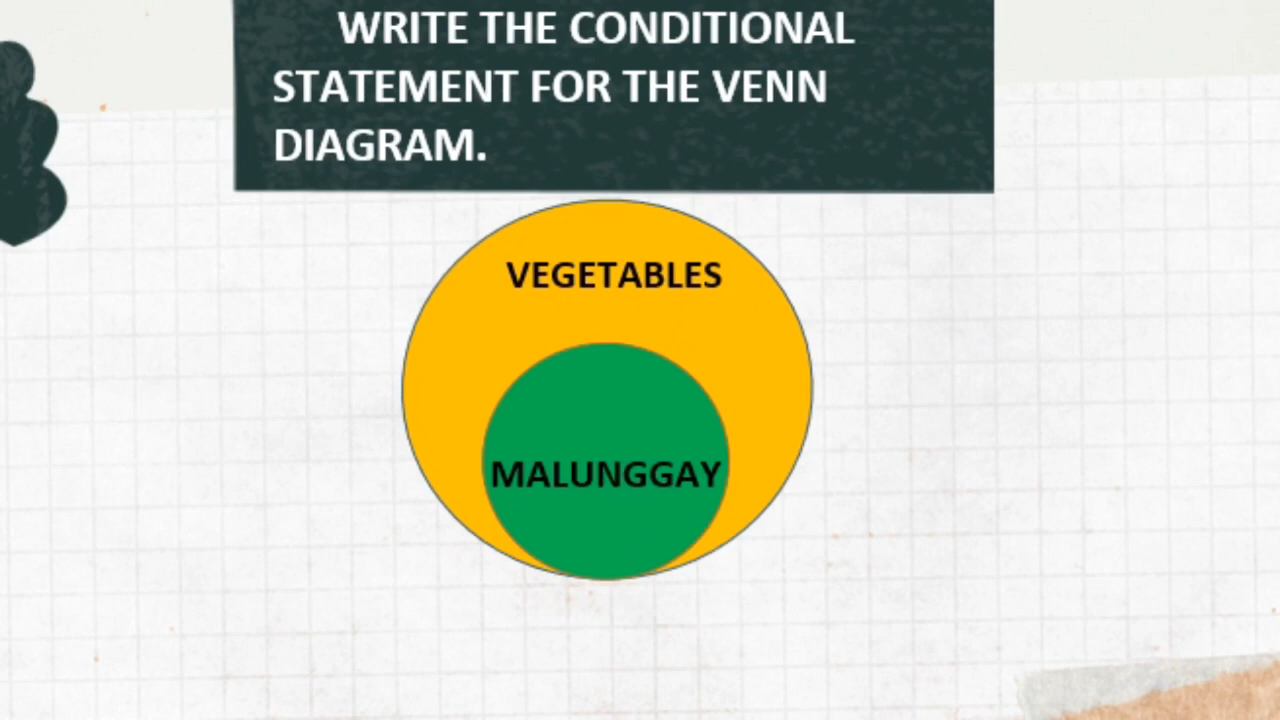 WRITE THE CONDITIONAL
STATEMENT FOR THE VENN
DIAGRAM.
VEGETABLES
MALUNGGAY